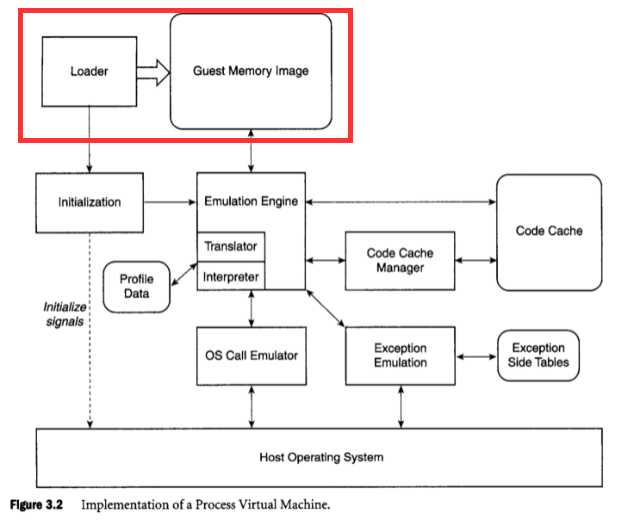 Loader
Guest Memory Image
Initialization
Emulation Engine
Code Cache
Translator
Code Cache
Manager
Interpreter
Profile
Data
Initialize
signals
OS Call Emulator
Exception
Emulation
Exception
Side Tables
Host Operating System
Figure 3.2 Implementation of a Process Virtual Machine.